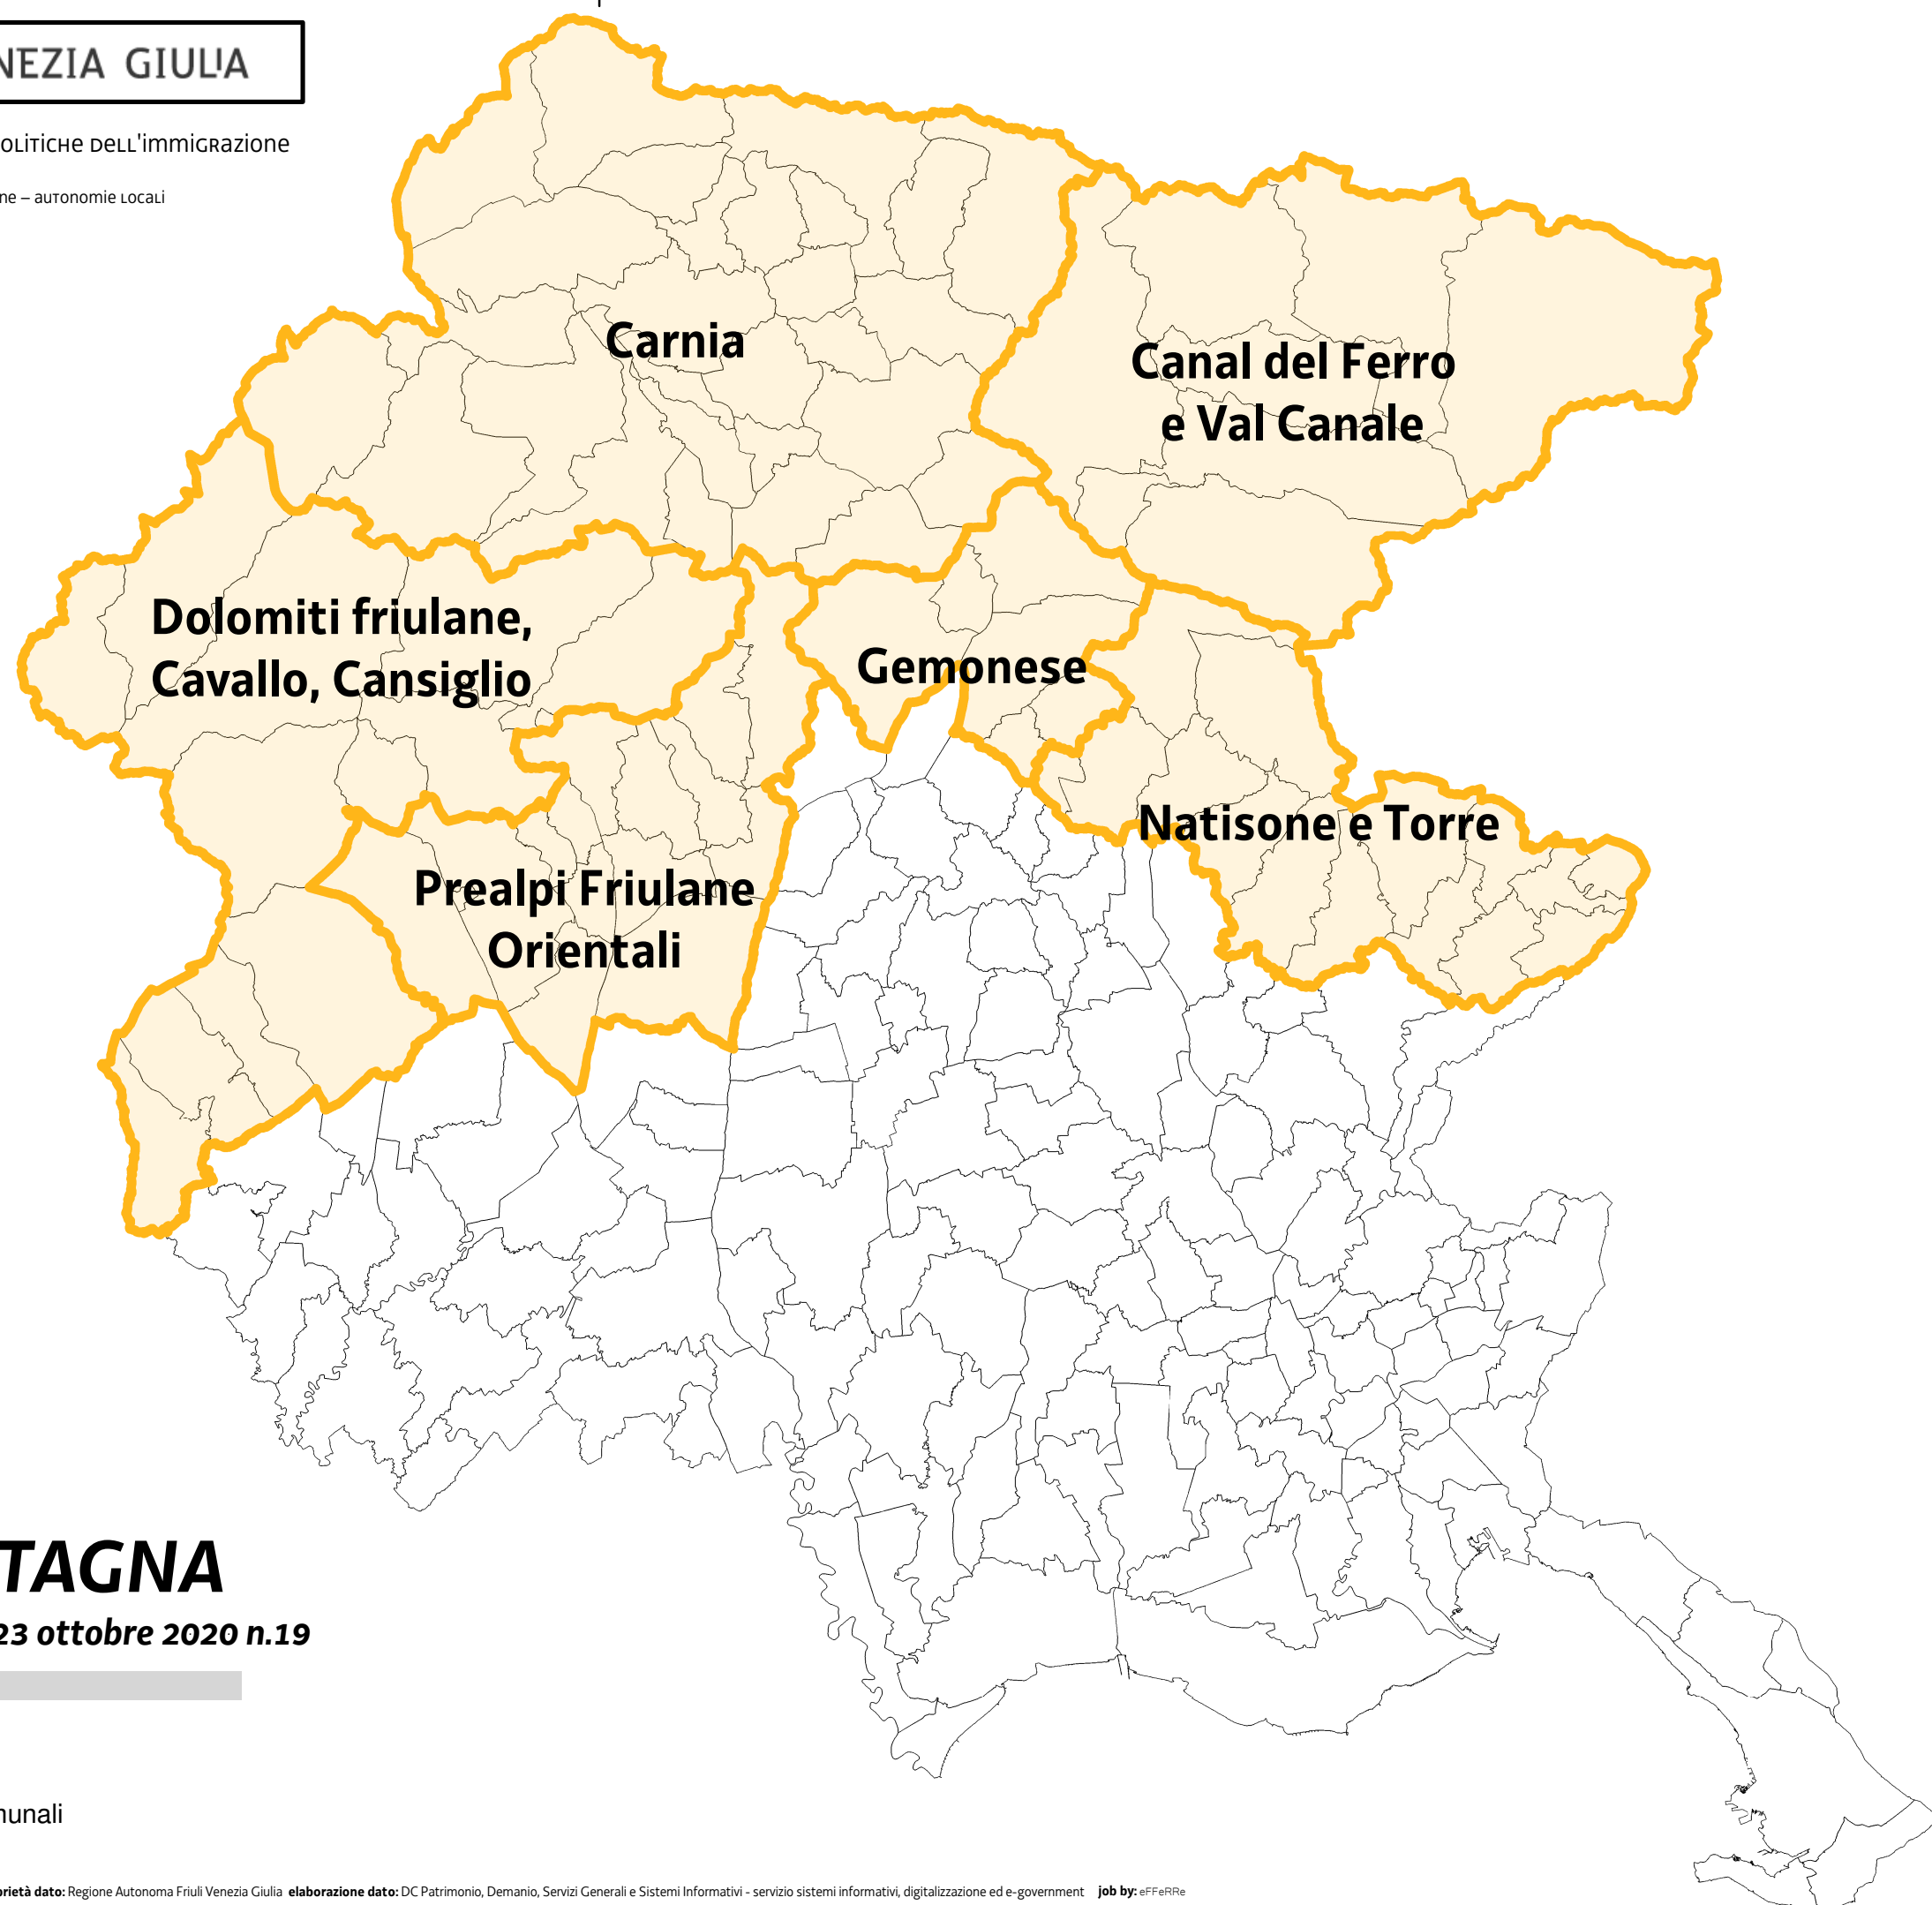 NEZIA GIULIA
OLITICHE DELL'IMMIGRAZIONE
ne – autonomie locali
Carnia
Canal del Ferro
e Val Canale
Dolomiti friulane,
Cavallo, Cansiglio
Gemonese
Natisone e Torre
Prealpi Friulane
Orientali
TAGNA
23 ottobre 2020 n.19
munali
prietà dato: Regione Autonoma Friuli Venezia Giulia elaborazione dato: DC Patrimonio, Demanio, Servizi Generali e Sistemi Informativi - servizio sistemi informativi, digitalizzazione ed e-government job by: eFFeRRe